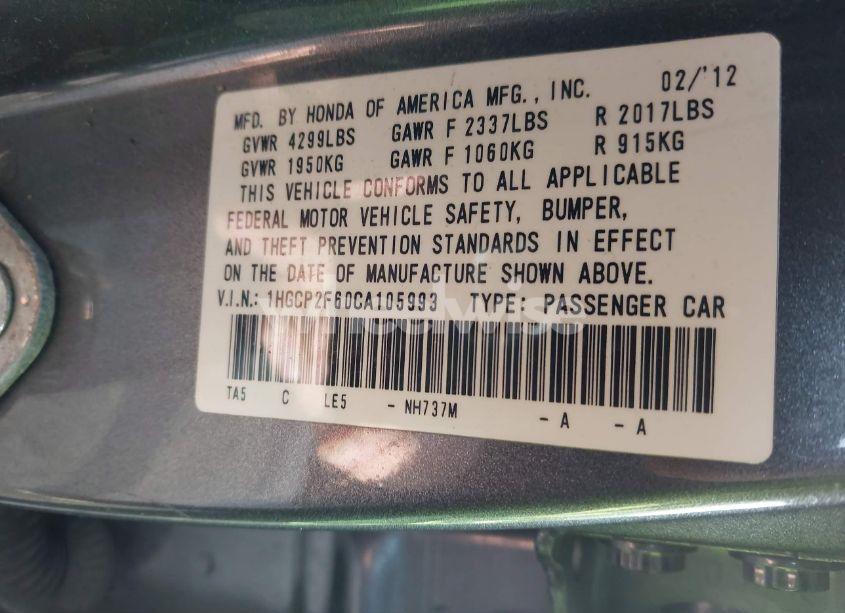 MFD. BY HONDA OF AMERICA MFG., INC. 02/'12
GVWR 4299LBS GAWR F 2337LBS R 2017LBS
GVWR 1950KG GAWR F 1060KG R 915KG
THIS VEHICLE CONFORMS TO ALL APPLICABLE
FEDERAL MOTOR VEHICLE SAFETY, BUMPER,
AND THEFT PREVENTION STANDARDS IN EFFECT
ON THE DATE OF MANUFACTURE SHOWN ABOVE.
V.I.N.: 1HGCP2F60CA105993 TYPE: PASSENGER CAR
wheelwise
TA5 C LE5 - NH737M - A - A